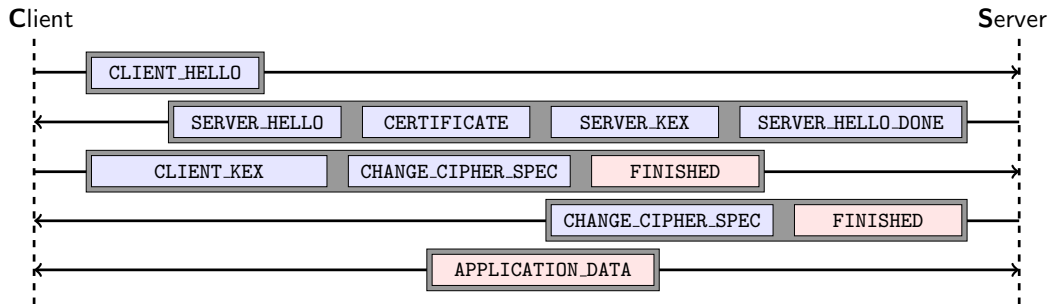 Client Server
CLIENT_HELLO
SERVER_HELLO CERTIFICATE SERVER_KEX SERVER_HELLO_DONE
CLIENT_KEX CHANGE_CIPHER_SPEC FINISHED
CHANGE_CIPHER_SPEC FINISHED
APPLICATION_DATA